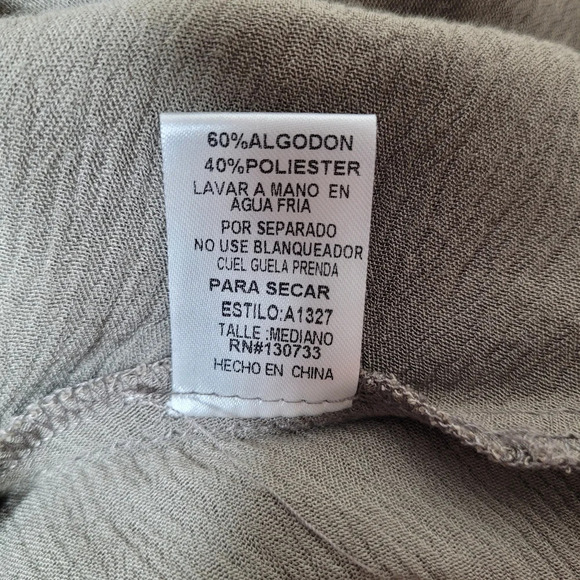 60%ALGODON
40%POLIESTER
LAVAR A MANO EN
AGUA FRIA
POR SEPARADO
NO USE BLANQUEADOR
CUEL GUELA PRENDA
PARA SECAR
ESTILO:A1327
TALLE :MEDIANO
RN#130733
HECHO EN CHINA